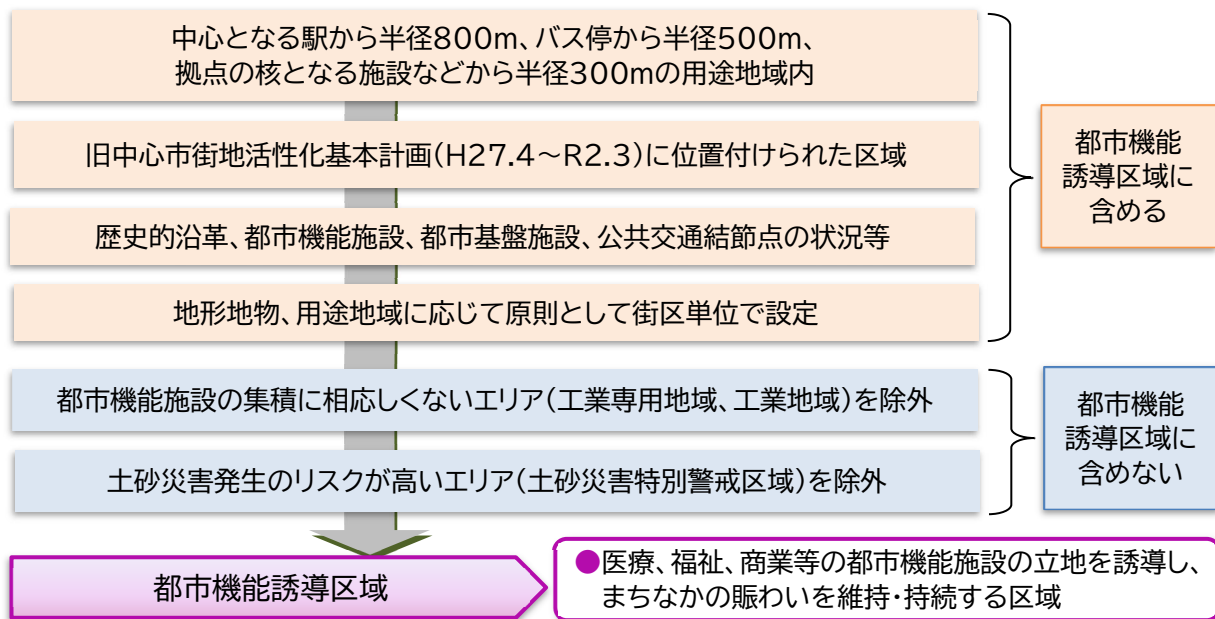 中心となる駅から半径800m、バス停から半径500m、
拠点の核となる施設などから半径300mの用途地域内
旧中心市街地活性化基本計画(H27.4～R2.3)に位置付けられた区域
歴史的沿革、都市機能施設、都市基盤施設、公共交通結節点の状況等
地形地物、用途地域に応じて原則として街区単位で設定
都市機能
誘導区域に
含める
都市機能施設の集積に相応しくないエリア(工業専用地域、工業地域)を除外
土砂災害発生のリスクが高いエリア(土砂災害特別警戒区域)を除外
都市機能
誘導区域に
含めない
都市機能誘導区域
●医療、福祉、商業等の都市機能施設の立地を誘導し、
まちなかの賑わいを維持・持続する区域